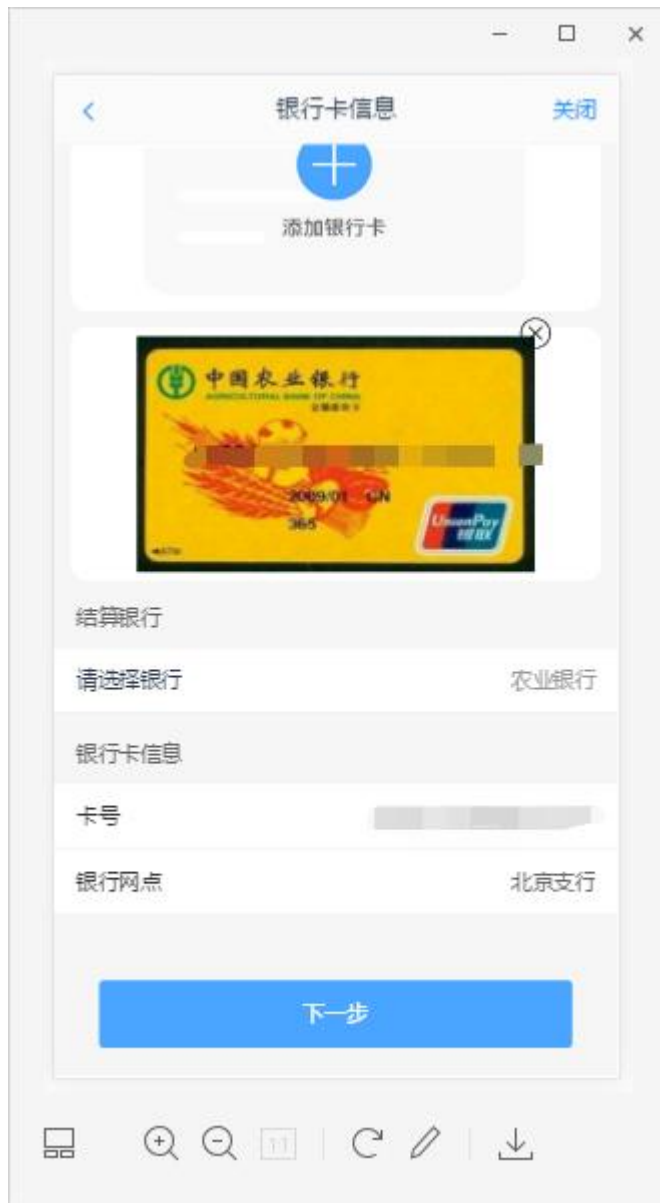 银行卡信息
关闭
添加银行卡
中国农业银行
AGRICULTURAL BANK OF CHINA
2009/01 CN
365
UnionPay
银联
◀ATM
结算银行
请选择银行
农业银行
银行卡信息
卡号
银行网点
北京支行
下一步
11